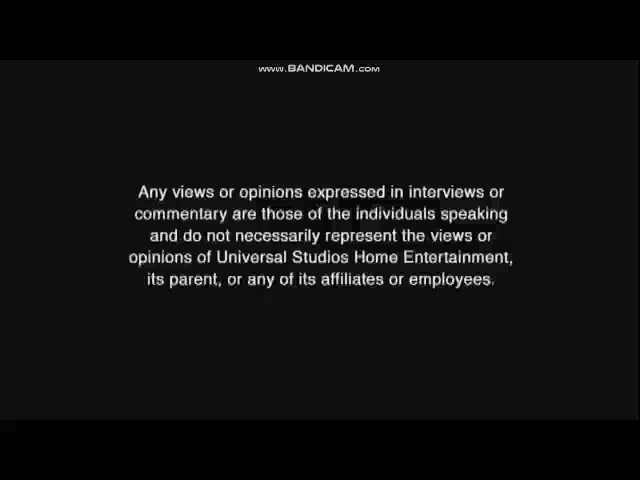 www.BANDICAM.com
Any views or opinions expressed in interviews or
commentary are those of the individuals speaking
and do not necessarily represent the views or
opinions of Universal Studios Home Entertainment,
its parent, or any of its affiliates or employees.